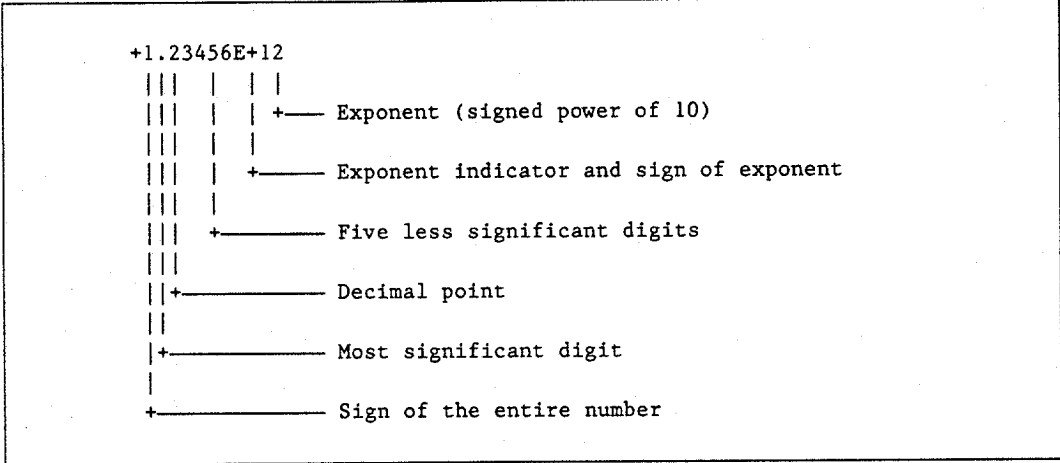 +1.23456E+12
Exponent (signed power of 10)
Exponent indicator and sign of exponent
Five less significant digits
Decimal point
Most significant digit
Sign of the entire number